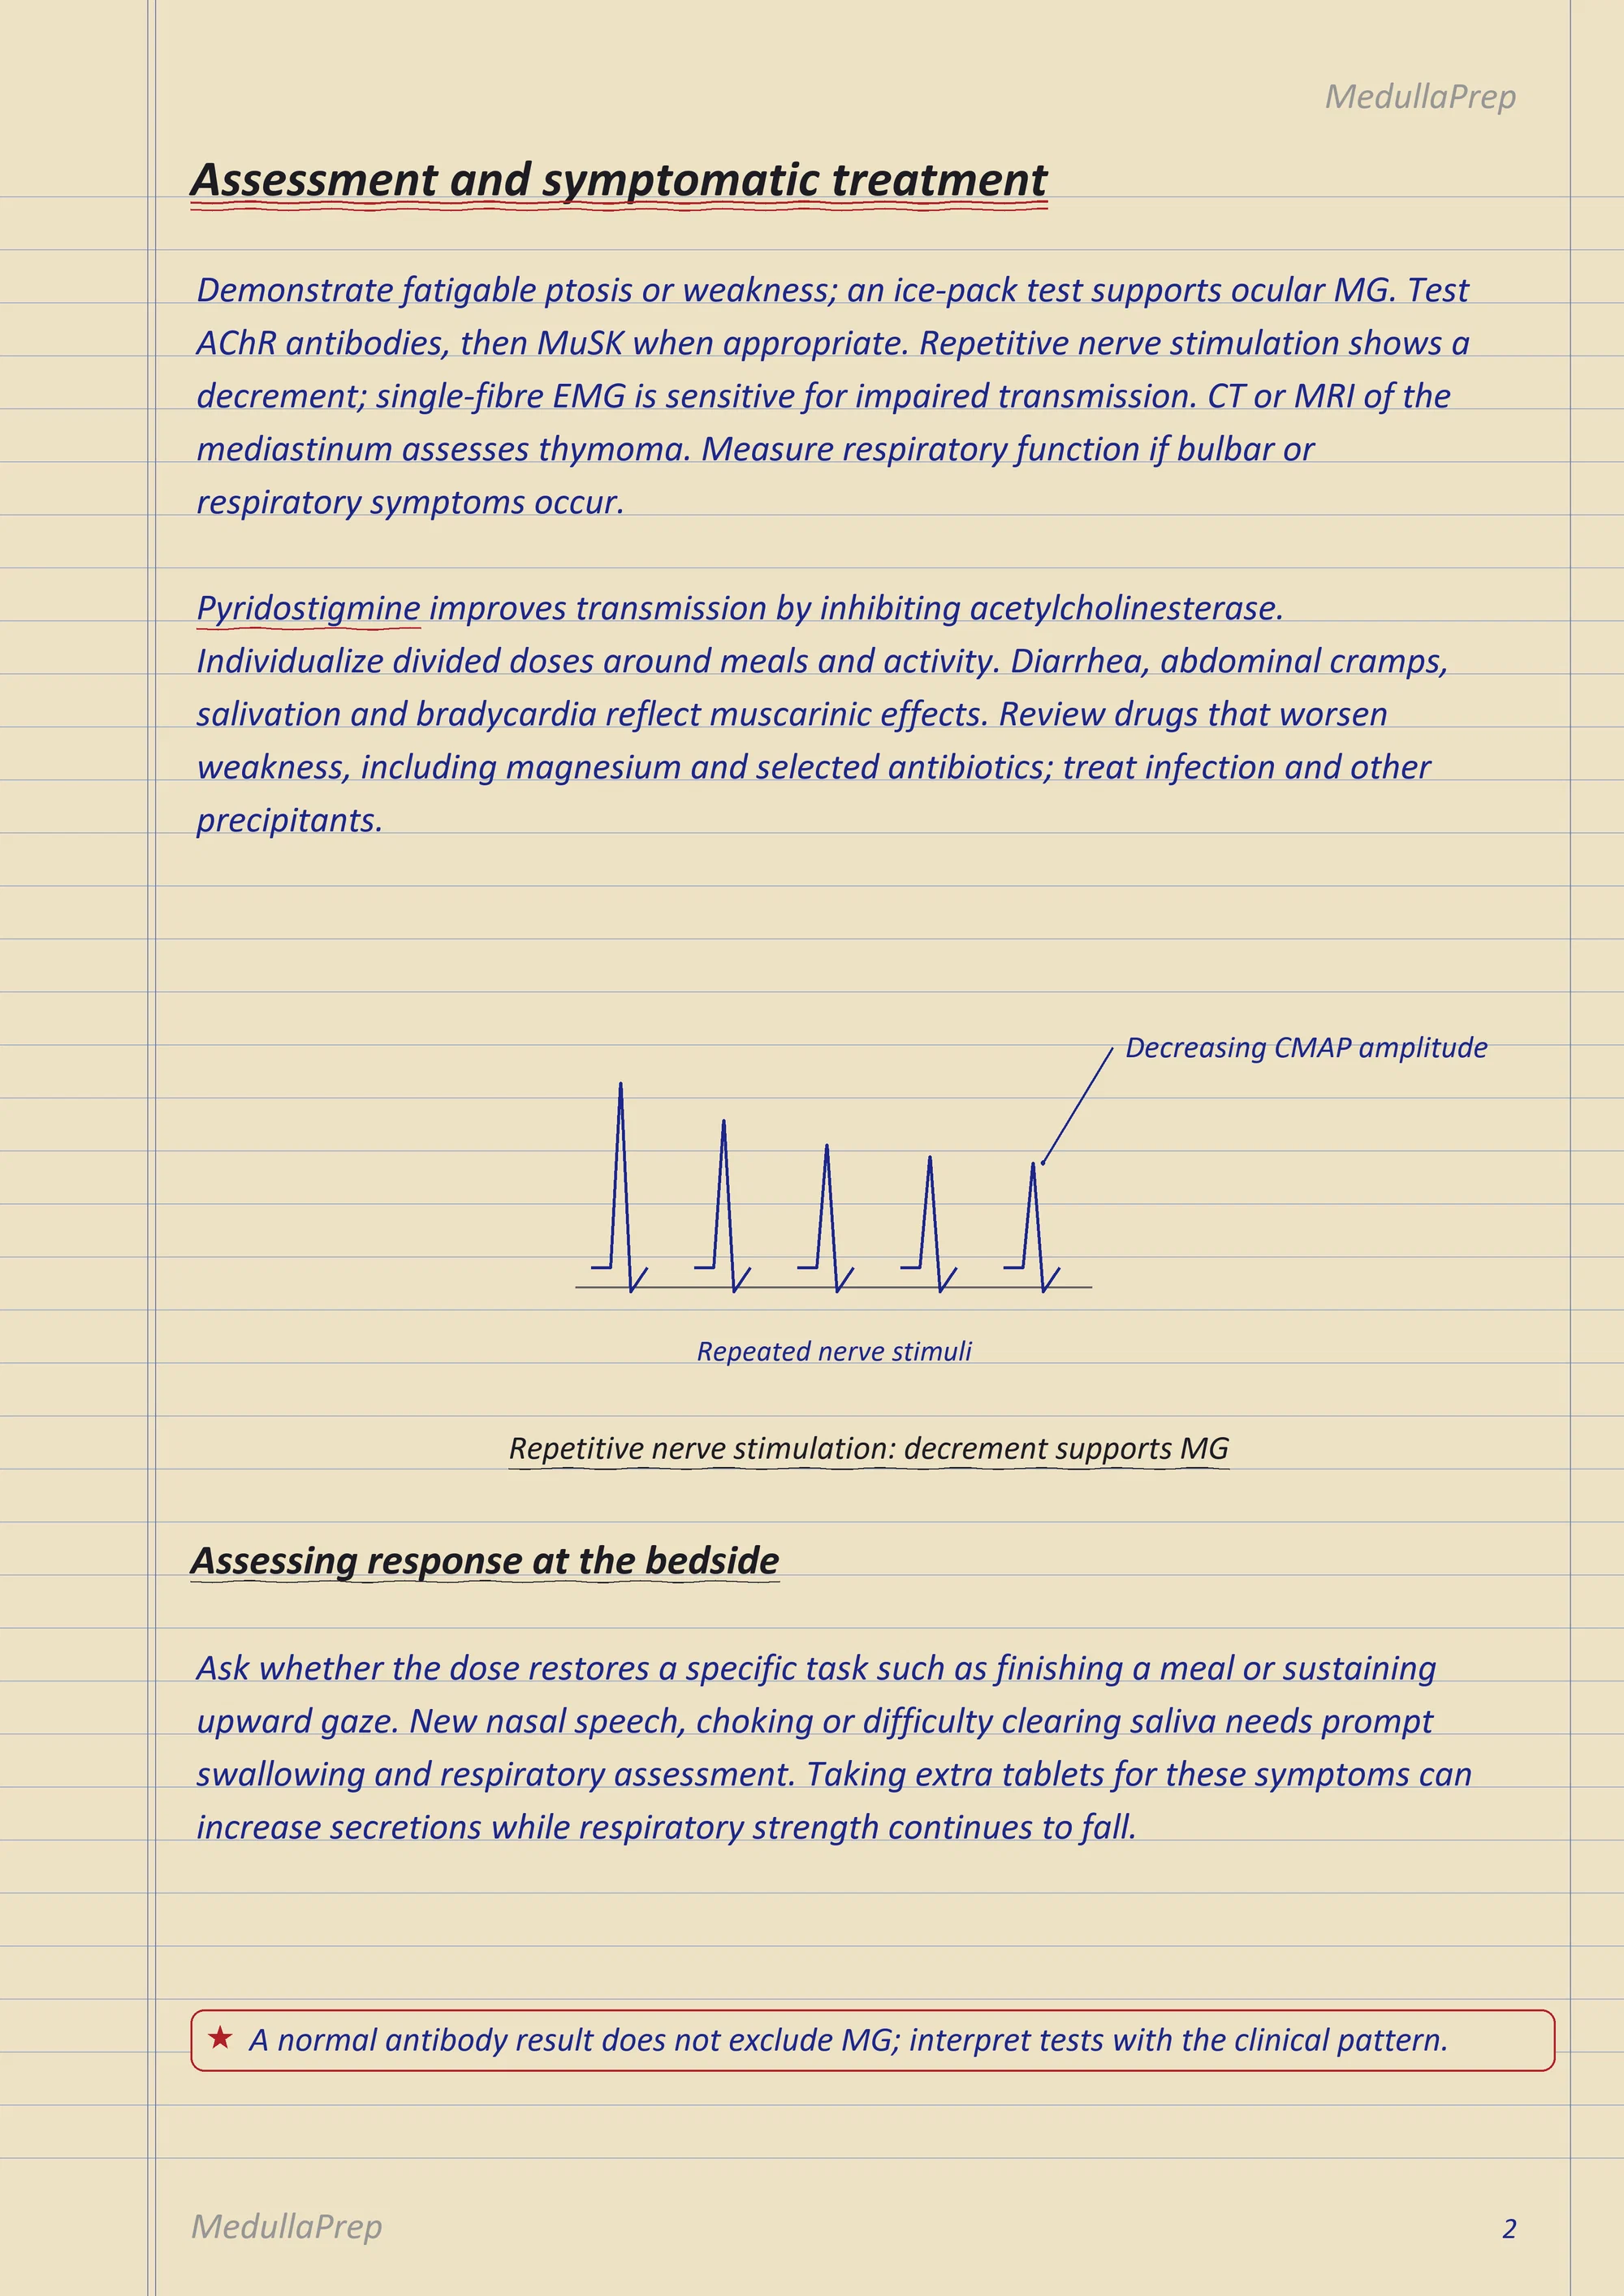 MedullaPrep
Assessment and symptomatic treatment
Demonstrate fatigable ptosis or weakness; an ice-pack test supports ocular MG. Test
AChR antibodies, then MuSK when appropriate. Repetitive nerve stimulation shows a
decrement; single-fibre EMG is sensitive for impaired transmission. CT or MRI of the
mediastinum assesses thymoma. Measure respiratory function if bulbar or
respiratory symptoms occur.
Pyridostigmine improves transmission by inhibiting acetylcholinesterase.
Individualize divided doses around meals and activity. Diarrhea, abdominal cramps,
salivation and bradycardia reflect muscarinic effects. Review drugs that worsen
weakness, including magnesium and selected antibiotics; treat infection and other
precipitants.
Decreasing CMAP amplitude
Repeated nerve stimuli
Repetitive nerve stimulation: decrement supports MG
Assessing response at the bedside
Ask whether the dose restores a specific task such as finishing a meal or sustaining
upward gaze. New nasal speech, choking or difficulty clearing saliva needs prompt
swallowing and respiratory assessment. Taking extra tablets for these symptoms can
increase secretions while respiratory strength continues to fall.
★ A normal antibody result does not exclude MG; interpret tests with the clinical pattern.
MedullaPrep
2